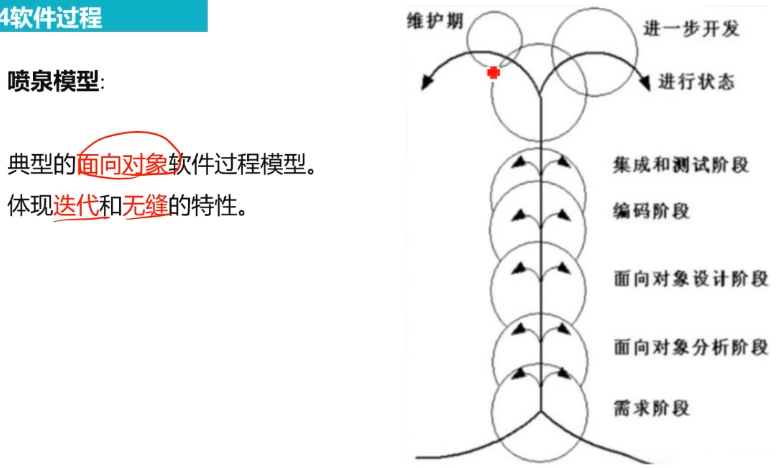 4软件过程
喷泉模型:
典型的面向对象软件过程模型。
体现迭代和无缝的特性。
维护期
进一步开发
进行状态
集成和测试阶段
编码阶段
面向对象设计阶段
面向对象分析阶段
需求阶段